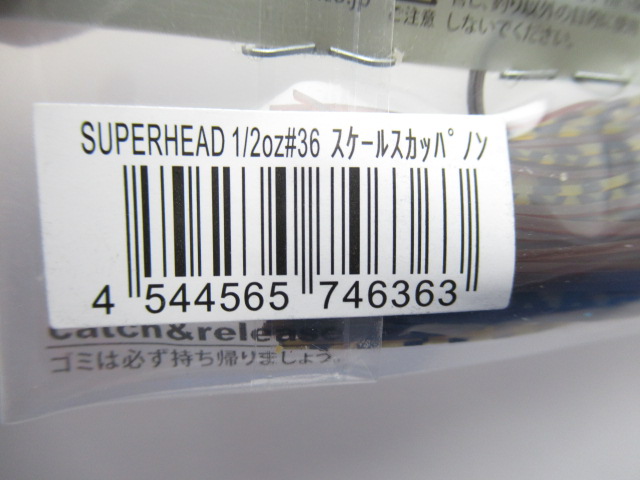 ご注意
しないでください。
SUPERHEAD 1/2oz#36 スケールスカッパ゜ノン
4 544565 746363
Catch&release
ゴミは必ず持ち帰りましょう。